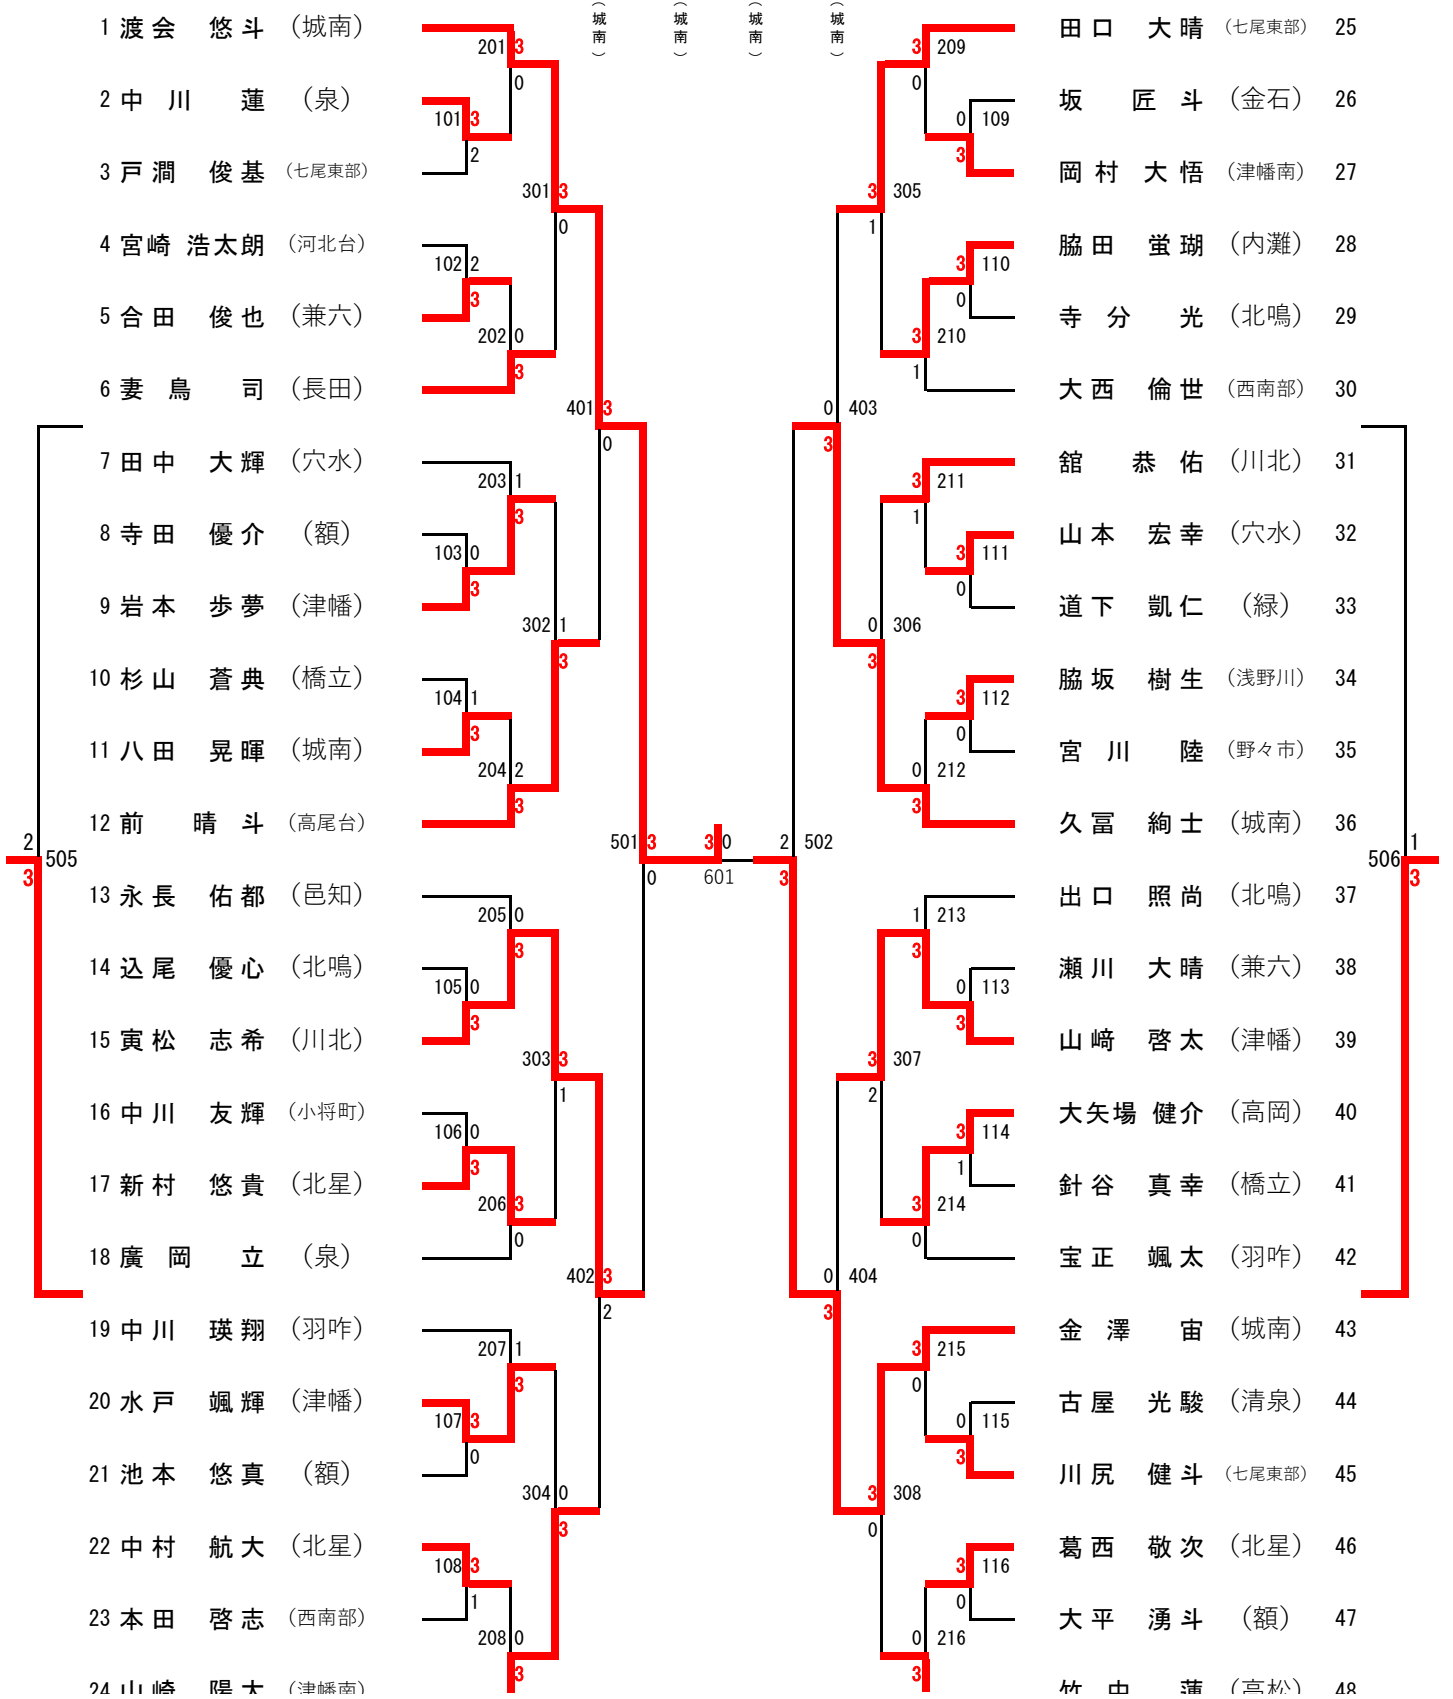 （城南） （城南） （城南） （城南）
1 渡会 悠斗 （城南） 201 3 3 209 田口 大晴 （七尾東部） 25
0 0
2 中川 蓮 （泉） 101 3 0 109 坂 匠斗 （金石） 26
2 3
3 戸澗 俊基 （七尾東部） 301 3 3 305 岡村 大悟 （津幡南） 27
0 1
4 宮崎 浩太朗 （河北台） 102 2 3 110 脇田 蛍瑚 （内灘） 28
3 0
5 合田 俊也 （兼六） 202 0 3 210 寺分 光 （北鳴） 29
3 1
6 妻鳥 司 （長田） 401 3 0 403 大西 倫世 （西南部） 30
0 3
7 田中 大輝 （穴水） 203 1 3 211 舘 恭佑 （川北） 31
3 1
8 寺田 優介 （額） 103 0 3 111 山本 宏幸 （穴水） 32
3 0
9 岩本 歩夢 （津幡） 302 1 0 306 道下 凱仁 （緑） 33
3 3
10 杉山 蒼典 （橋立） 104 1 3 112 脇坂 樹生 （浅野川） 34
3 0
11 八田 晃暉 （城南） 204 2 0 212 宮川 陸 （野々市） 35
3 3
12 前 晴斗 （高尾台） 久冨 絢士 （城南） 36
2 505 3 501 3 0 3 0 601 2 502 3 1 506 3
13 永長 佑都 （邑知） 205 0 1 213 出口 照尚 （北鳴） 37
3 3
14 込尾 優心 （北鳴） 105 0 0 113 瀬川 大晴 （兼六） 38
3 3
15 寅松 志希 （川北） 303 3 3 307 山﨑 啓太 （津幡） 39
1 2
16 中川 友輝 （小将町） 106 0 3 114 大矢場 健介 （高岡） 40
3 1
17 新村 悠貴 （北星） 206 3 3 214 針谷 真幸 （橋立） 41
0 0
18 廣岡 立 （泉） 402 3 0 404 宝正 颯太 （羽咋） 42
2 3
19 中川 瑛翔 （羽咋） 207 1 3 215 金澤 宙 （城南） 43
3 0
20 水戸 颯輝 （津幡） 107 3 0 115 古屋 光駿 （清泉） 44
0 3
21 池本 悠真 （額） 304 0 3 308 川尻 健斗 （七尾東部） 45
3 0
22 中村 航大 （北星） 108 3 3 116 葛西 敬次 （北星） 46
1 0
23 本田 啓志 （西南部） 208 0 0 216 大平 湧斗 （額） 47
3 3
24 山崎 陽太 （津幡南） 竹中 蓮 （高松） 48